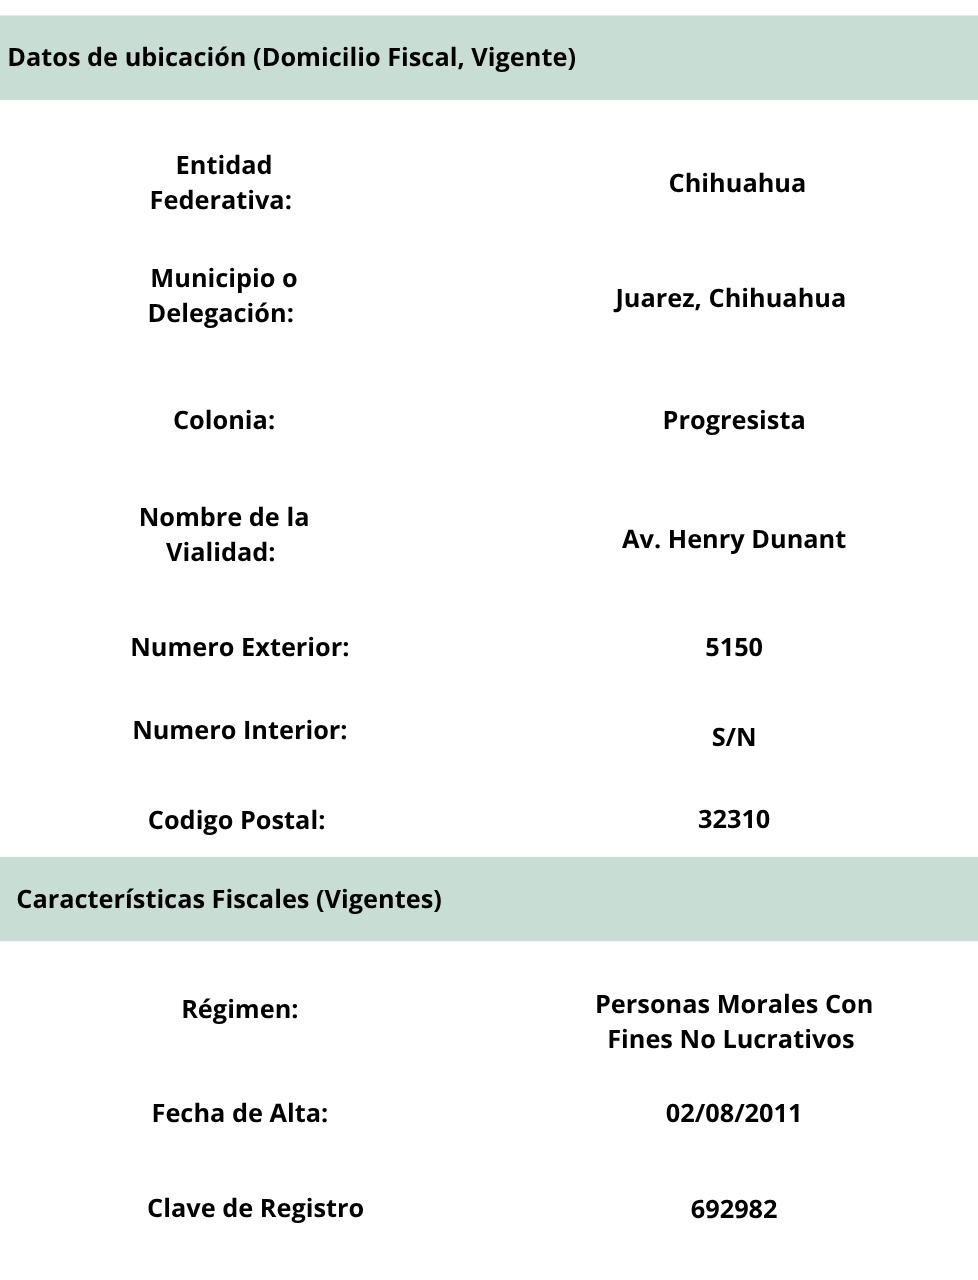 Datos de ubicación (Domicilio Fiscal, Vigente)
Entidad
Federativa:
Chihuahua
Municipio o
Delegación:
Juarez, Chihuahua
Colonia:
Progresista
Nombre de la
Vialidad:
Av. Henry Dunant
Numero Exterior:
5150
Numero Interior:
S/N
Codigo Postal:
32310
Características Fiscales (Vigentes)
Régimen:
Personas Morales Con
Fines No Lucrativos
Fecha de Alta:
02/08/2011
Clave de Registro
692982